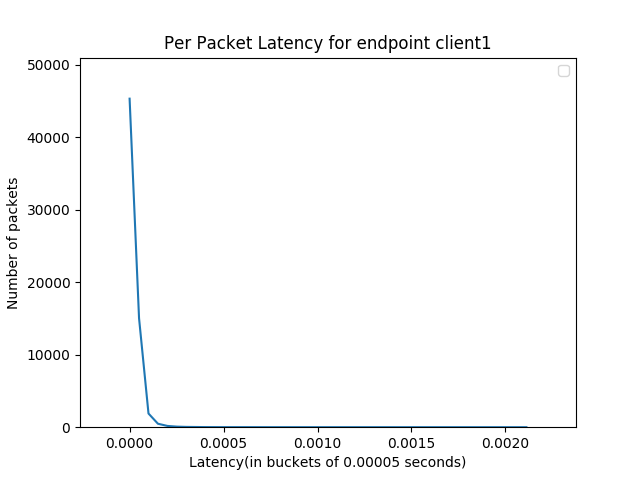 Per Packet Latency for endpoint client1
50000
40000
30000
20000
10000
0
Number of packets
0.0000 0.0005 0.0010 0.0015 0.0020
Latency(in buckets of 0.00005 seconds)